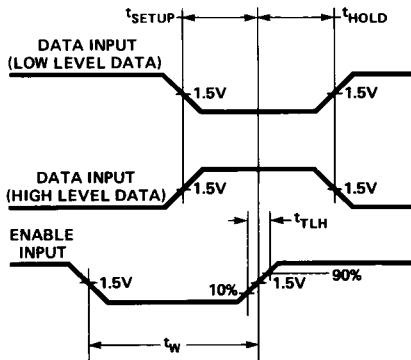 tSETUP tHOLD
DATA INPUT
(LOW LEVEL DATA)
1.5V 1.5V
DATA INPUT
(HIGH LEVEL DATA)
1.5V 1.5V
tTLH
ENABLE
INPUT
1.5V 10% 1.5V 90%
tW